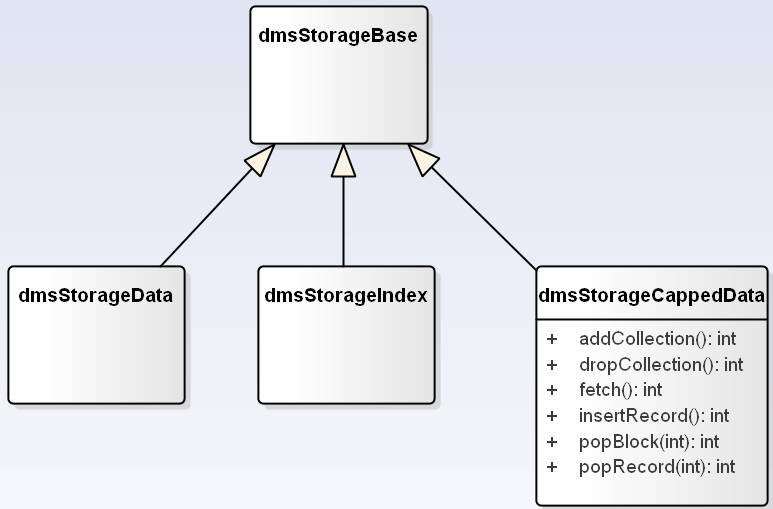 dmsStorageBase
dmsStorageData
dmsStorageIndex
dmsStorageCappedData
+ addCollection(): int
+ dropCollection(): int
+ fetch(): int
+ insertRecord(): int
+ popBlock(int): int
+ popRecord(int): int